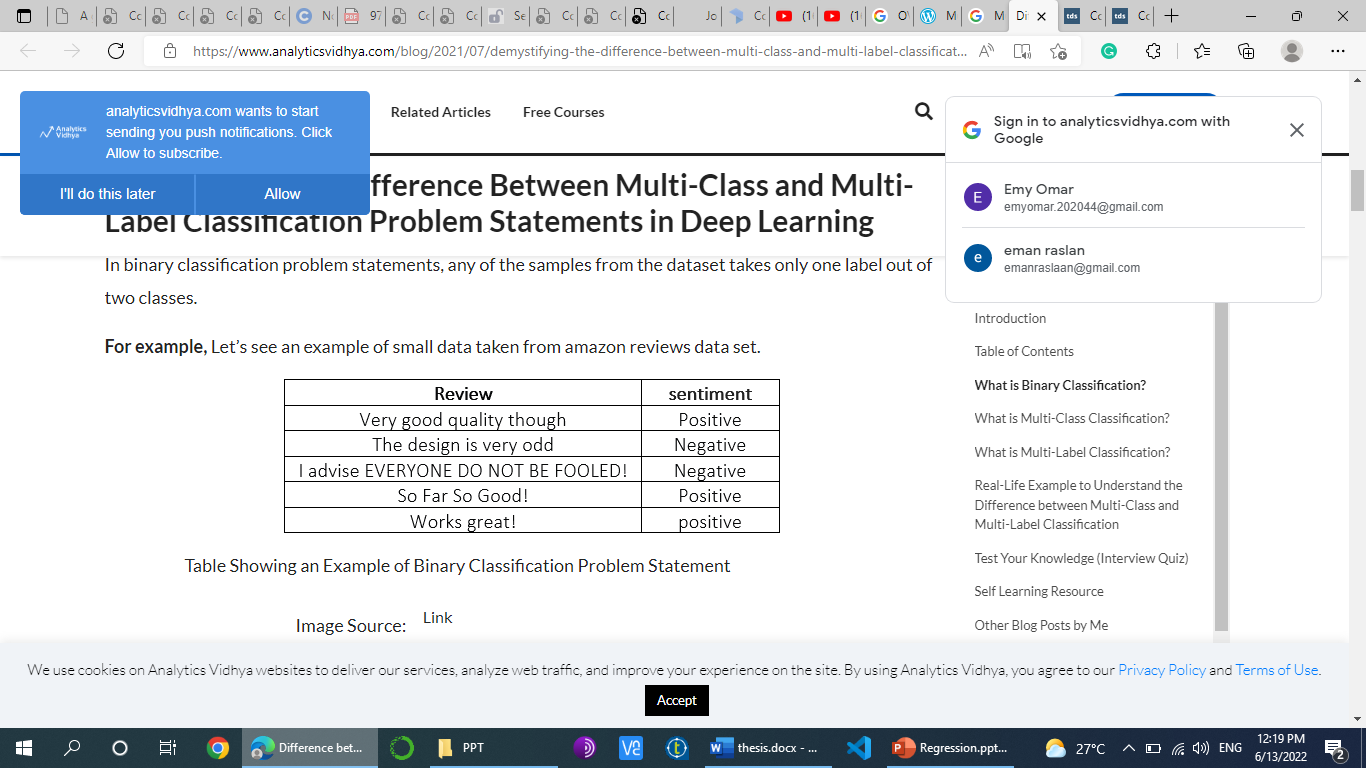 https://www.analyticsvidhya.com/blog/2021/07/demystifying-the-difference-between-multi-class-and-multi-label-classificat...
analyticsvidhya.com wants to start
sending you push notifications. Click
Allow to subscribe.
Analytics
Vidhya
I'll do this later
Allow
Related Articles
Free Courses
Sign in to analyticsvidhya.com with
Google
E
Emy Omar
emyomar.202044@gmail.com
e
eman raslan
emanraslaan@gmail.com
fference Between Multi-Class and Multi-
Label Classification Problem Statements in Deep Learning
In binary classification problem statements, any of the samples from the dataset takes only one label out of
two classes.
For example, Let's see an example of small data taken from amazon reviews data set.
Review sentiment
Very good quality though Positive
The design is very odd Negative
I advise EVERYONE DO NOT BE FOOLED! Negative
So Far So Good! Positive
Works great! positive
Table Showing an Example of Binary Classification Problem Statement
Image Source: Link
Introduction
Table of Contents
What is Binary Classification?
What is Multi-Class Classification?
What is Multi-Label Classification?
Real-Life Example to Understand the
Difference between Multi-Class and
Multi-Label Classification
Test Your Knowledge (Interview Quiz)
Self Learning Resource
Other Blog Posts by Me
We use cookies on Analytics Vidhya websites to deliver our services, analyze web traffic, and improve your experience on the site. By using Analytics Vidhya, you agree to our Privacy Policy and Terms of Use.
Accept
Difference bet...
PPT
thesis.docx - ...
Regression.ppt...
27°C
ENG
12:19 PM
6/13/2022
2